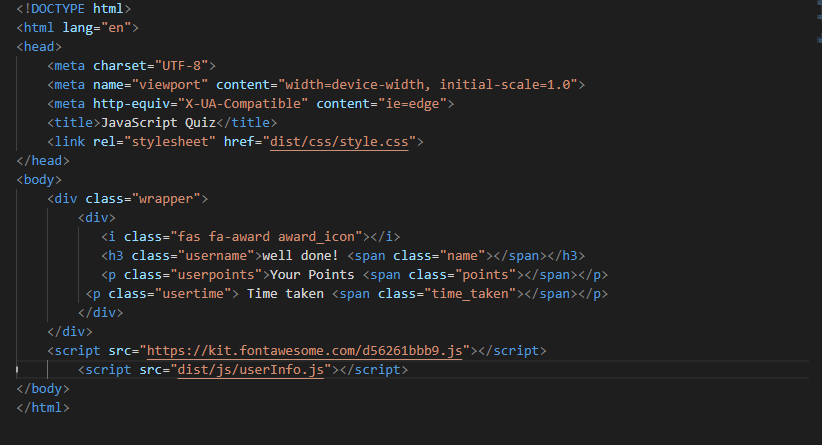 <!DOCTYPE html>
<html lang="en">
<head>
    <meta charset="UTF-8">
    <meta name="viewport" content="width=device-width, initial-scale=1.0">
    <meta http-equiv="X-UA-Compatible" content="ie=edge">
    <title>JavaScript Quiz</title>
    <link rel="stylesheet" href="dist/css/style.css">
</head>
<body>
    <div class="wrapper">
        <div>
           <i class="fas fa-award award_icon"></i>
           <h3 class="username">well done! <span class="name"></span></h3>
           <p class="userpoints">Your Points <span class="points"></span></p>
         <p class="usertime"> Time taken <span class="time_taken"></span></p>
        </div>
    </div>
    <script src="https://kit.fontawesome.com/d56261bbb9.js"></script>
        <script src="dist/js/userInfo.js"></script>
</body>
</html>